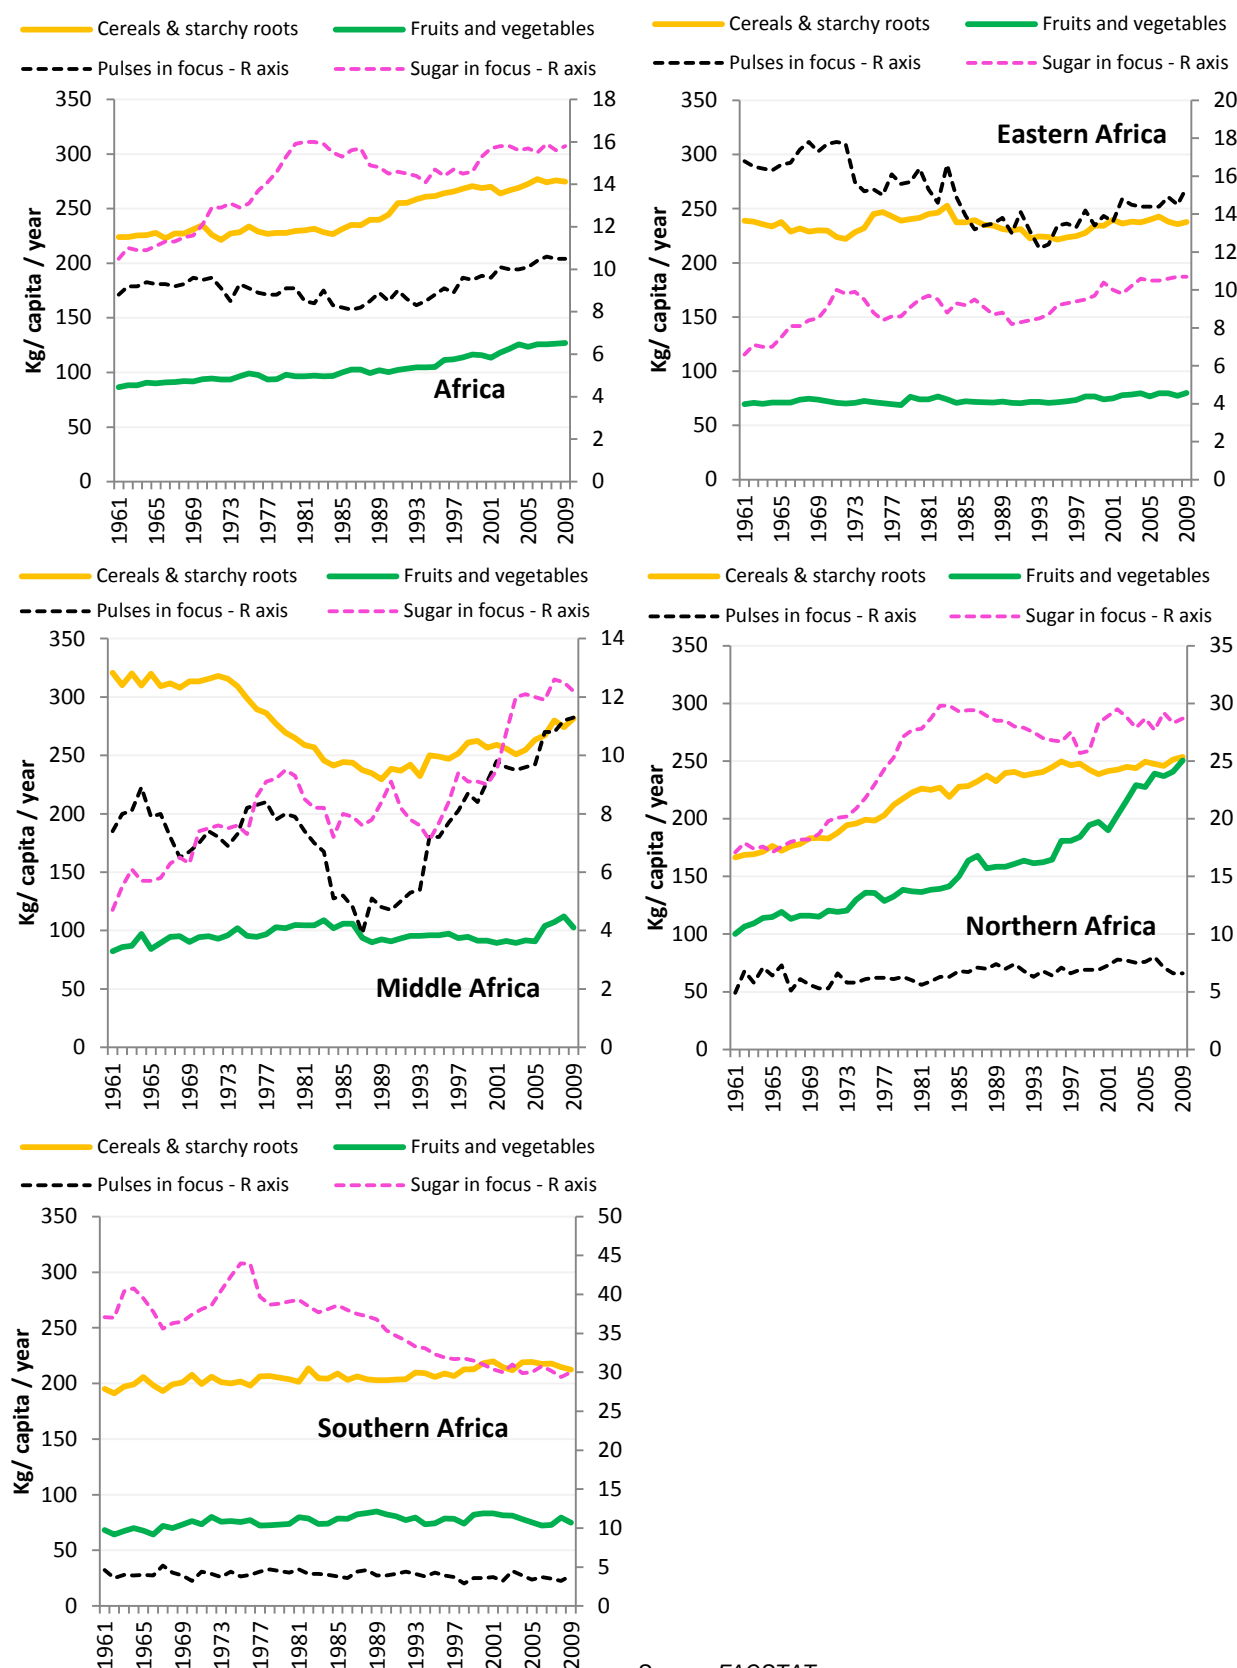 Cereals & starchy roots Fruits and vegetables
Pulses in focus - R axis Sugar in focus - R axis
350 18
300 16
250 14
200 12
150 10
100 8
50 6
0 4
2
0
Kg/ capita / year
Africa
1961 1965 1969 1973 1977 1981 1985 1989 1993 1997 2001 2005 2009
Cereals & starchy roots Fruits and vegetables
Pulses in focus - R axis Sugar in focus - R axis
350 20
300 18
250 16
200 14
150 12
100 10
50 8
0 6
4
2
0
Kg/ capita / year
Eastern Africa
1961 1965 1969 1973 1977 1981 1985 1989 1993 1997 2001 2005 2009
Cereals & starchy roots Fruits and vegetables
Pulses in focus - R axis Sugar in focus - R axis
350 14
300 12
250 10
200 8
150 6
100 4
50 2
0 0
Kg/ capita / year
Middle Africa
1961 1965 1969 1973 1977 1981 1985 1989 1993 1997 2001 2005 2009
Cereals & starchy roots Fruits and vegetables
Pulses in focus - R axis Sugar in focus - R axis
350 35
300 30
250 25
200 20
150 15
100 10
50 5
0 0
Kg/ capita / year
Northern Africa
1961 1965 1969 1973 1977 1981 1985 1989 1993 1997 2001 2005 2009
Cereals & starchy roots Fruits and vegetables
Pulses in focus - R axis Sugar in focus - R axis
350 50
300 45
250 40
200 35
150 30
100 25
50 20
0 15
10
5
0
Kg/ capita / year
Southern Africa
1961 1965 1969 1973 1977 1981 1985 1989 1993 1997 2001 2005 2009